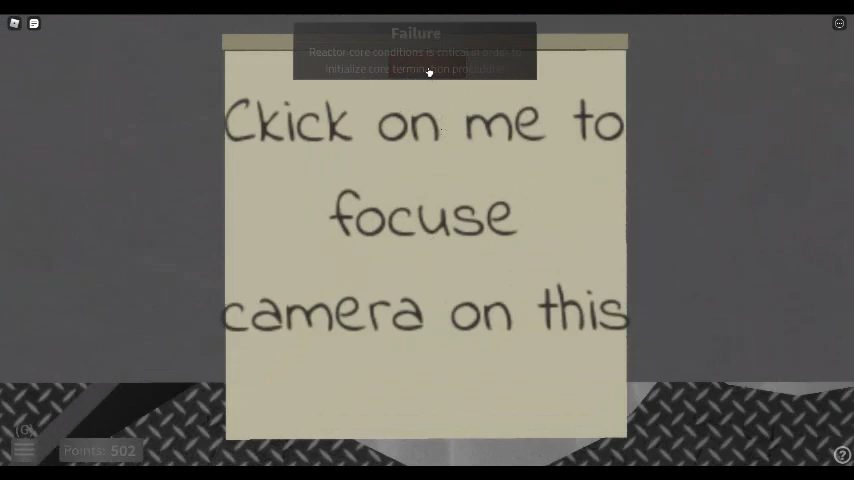 Failure
Reactor core conditions is critical in order to
initialize core termination procedure
Ckick on me to
focuse
camera on this
(G)
Points: 502
?